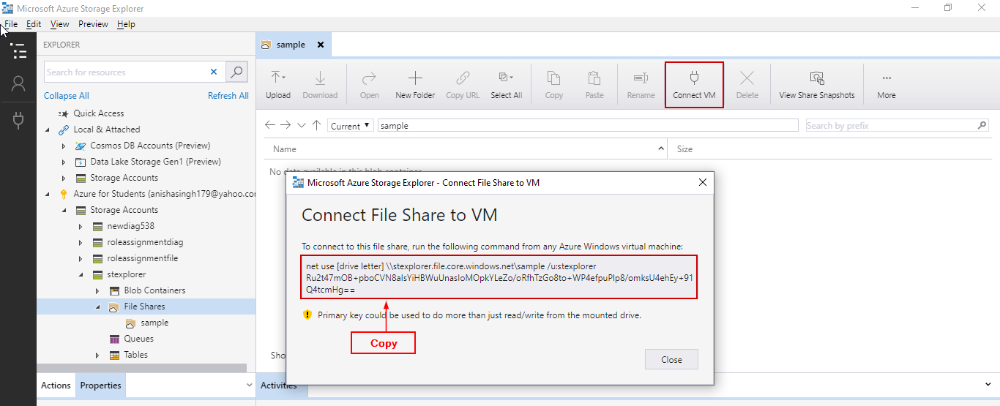 Microsoft Azure Storage Explorer
File Edit View Preview Help
EXPLORER
Search for resources
Collapse All Refresh All
Quick Access
Local & Attached
Cosmos DB Accounts (Preview)
Data Lake Storage Gen1 (Preview)
Storage Accounts
Azure for Students (anishasingh179@yahoo.co
Storage Accounts
newdiag538
roleassignmentdiag
roleassignmentfile
stexplorer
Blob Containers
File Shares
sample
Queues
Tables
Actions Properties
sample
Upload Download Open New Folder Copy URL Select All Copy Paste Rename Connect VM Delete View Share Snapshots More
Current sample Search by prefix
Name Size
No data available in this blob container
Microsoft Azure Storage Explorer - Connect File Share to VM
Connect File Share to VM
To connect to this file share, run the following command from any Azure Windows virtual machine:
net use [drive letter] \\stexplorer.file.core.windows.net\sample /u:stexplorer
Ru2t47mOB+pboCVN8alsYiHBWuUnasloMOpkYLeZo/oRfhTzGo8to+WP4efpuPlp8/omksU4ehEy+91
Q4tcmHg==
Primary key could be used to do more than just read/write from the mounted drive.
Copy
Sho
Close
Activities